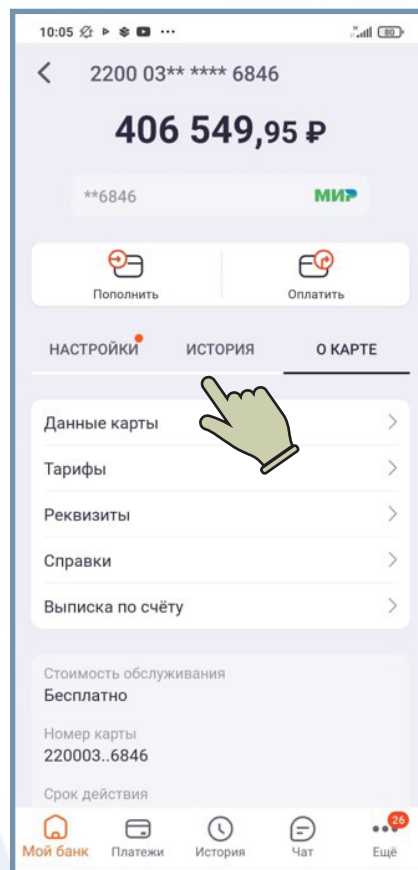 10:05
80
2200 03** **** 6846
406 549,95 ₽
**6846 МИР
Пополнить Оплатить
НАСТРОЙКИ ИСТОРИЯ О КАРТЕ
Данные карты
Тарифы
Реквизиты
Справки
Выписка по счёту
Стоимость обслуживания
Бесплатно
Номер карты
220003..6846
Срок действия
26
Мой банк Платежи История Чат Ещё